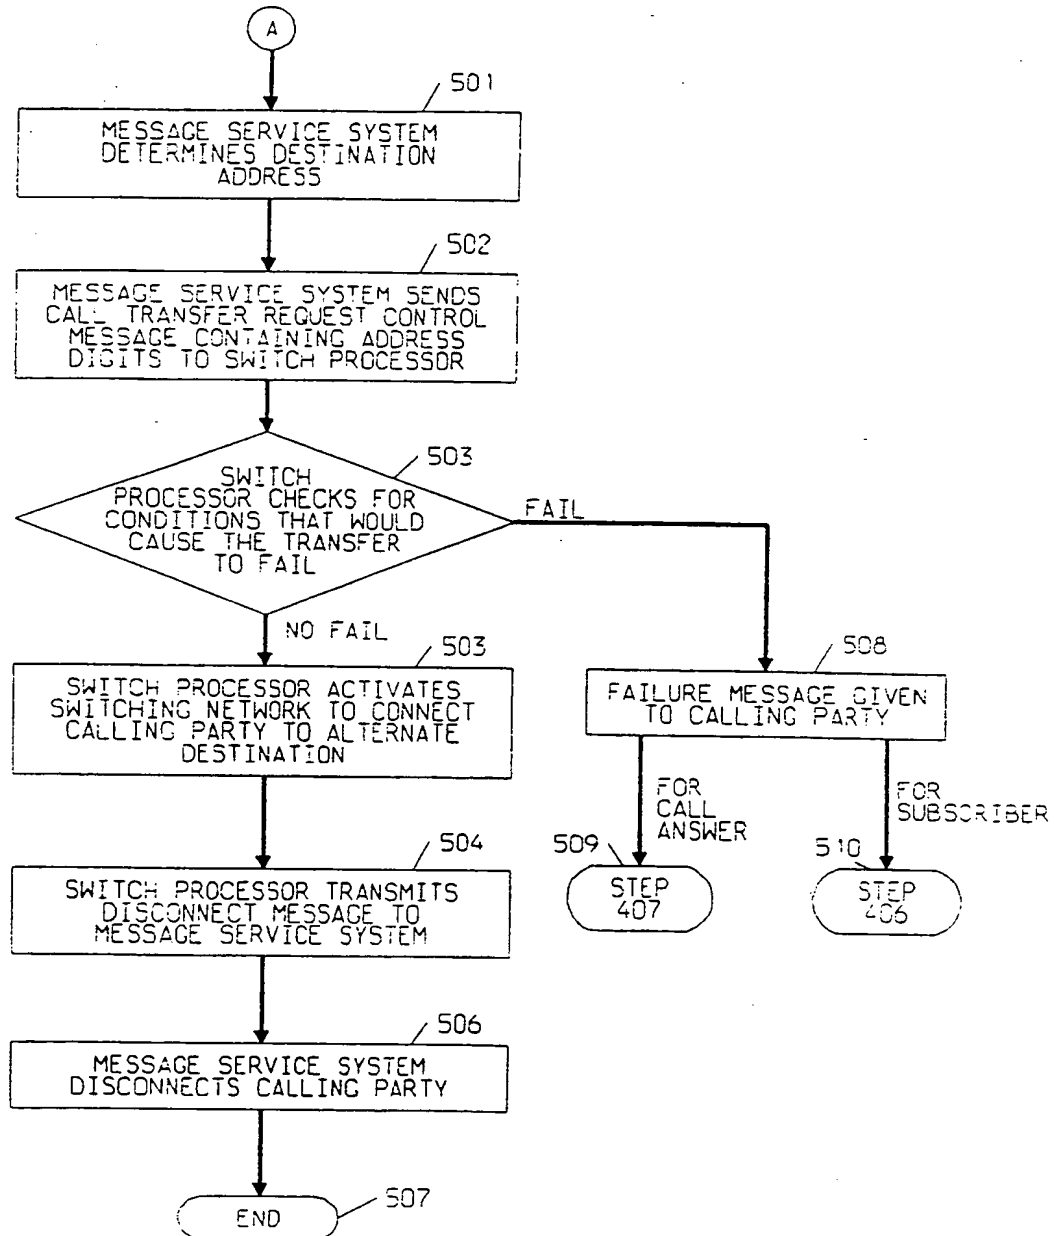 A
501
MESSAGE SERVICE SYSTEM
DETERMINES DESTINATION
ADDRESS
502
MESSAGE SERVICE SYSTEM SENDS
CALL TRANSFER REQUEST CONTROL
MESSAGE CONTAINING ADDRESS
DIGITS TO SWITCH PROCESSOR
503
SWITCH
PROCESSOR CHECKS FOR
CONDITIONS THAT WOULD
CAUSE THE TRANSFER
TO FAIL
FAIL
NO FAIL
503
SWITCH PROCESSOR ACTIVATES
SWITCHING NETWORK TO CONNECT
CALLING PARTY TO ALTERNATE
DESTINATION
508
FAILURE MESSAGE GIVEN
TO CALLING PARTY
FOR
CALL
ANSWER
FOR
SUBSCRIBER
509
STEP
407
510
STEP
406
504
SWITCH PROCESSOR TRANSMITS
DISCONNECT MESSAGE TO
MESSAGE SERVICE SYSTEM
506
MESSAGE SERVICE SYSTEM
DISCONNECTS CALLING PARTY
507
END